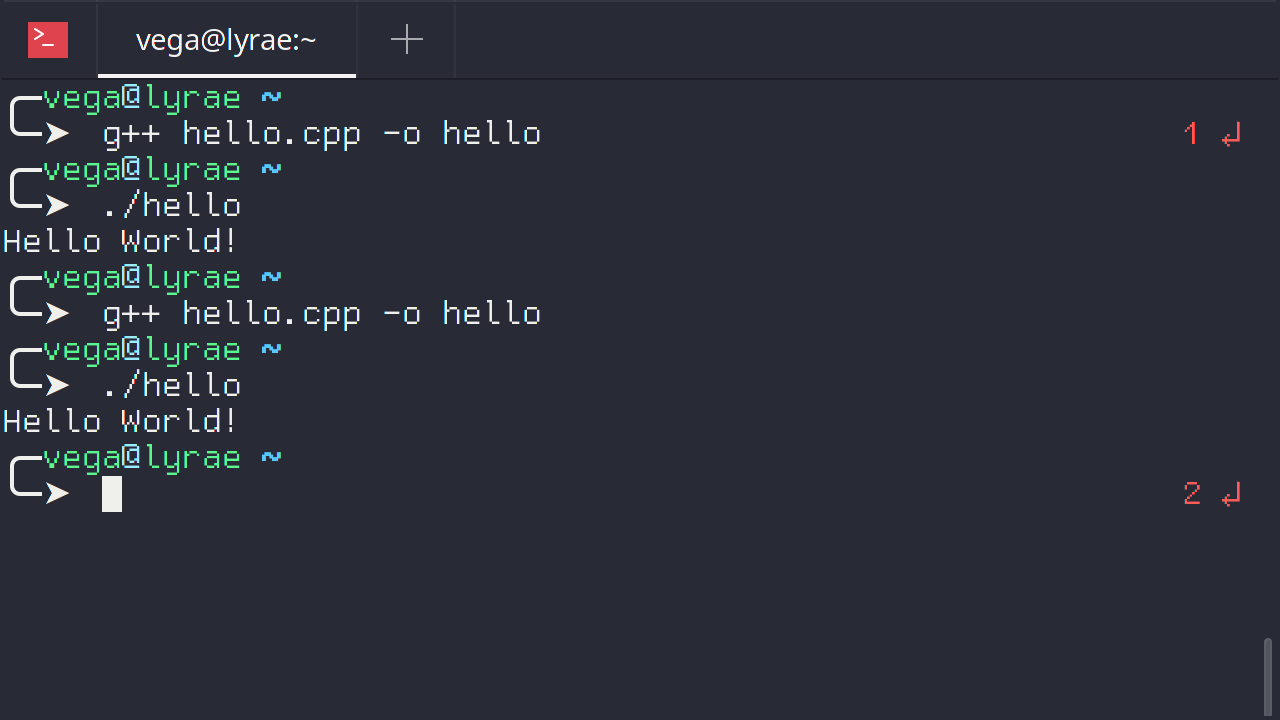 vega@lyrae:~
vega@lyrae ~
➤ g++ hello.cpp -o hello 1 ↵
vega@lyrae ~
➤ ./hello
Hello World!
vega@lyrae ~
➤ g++ hello.cpp -o hello
vega@lyrae ~
➤ ./hello
Hello World!
vega@lyrae ~
➤ 2 ↵